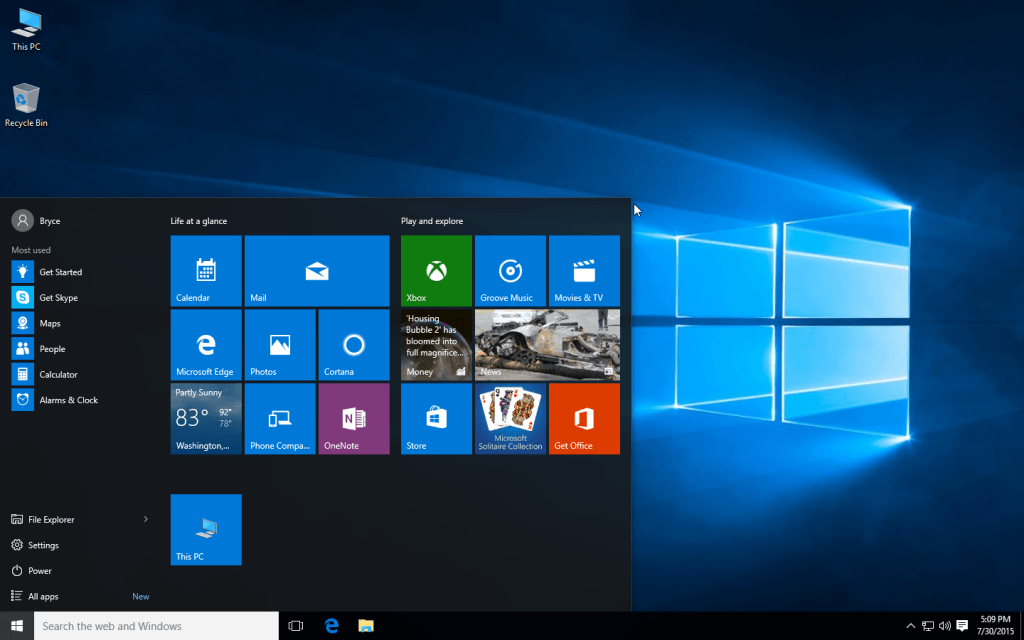 This PC
Recycle Bin
Bryce
Most used
Get Started
Get Skype
Maps
People
Calculator
Alarms & Clock
File Explorer
Settings
Power
All apps
New
Life at a glance
Calendar
Mail
Microsoft Edge
Photos
Cortana
Partly Sunny
83° 92°
78°
Washington,...
Phone Compa...
N
OneNote
This PC
Play and explore
Xbox
Groove Music
Movies & TV
'Housing
Bubble 2' has
bloomed into
full magnifice...
Money
News
Store
Microsoft
Solitaire Collection
Get Office
Search the web and Windows
5:09 PM
7/30/2015